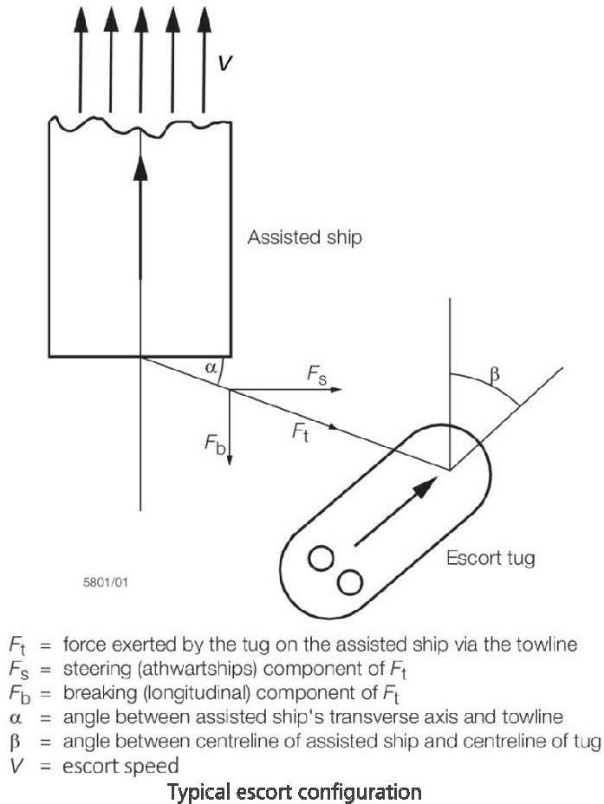 V
Assisted ship
α
Fs
β
Ft
Fb
Escort tug
5801/01
Ft = force exerted by the tug on the assisted ship via the towline
Fs = steering (athwartships) component of Ft
Fb = breaking (longitudinal) component of Ft
α = angle between assisted ship's transverse axis and towline
β = angle between centreline of assisted ship and centreline of tug
V = escort speed
Typical escort configuration